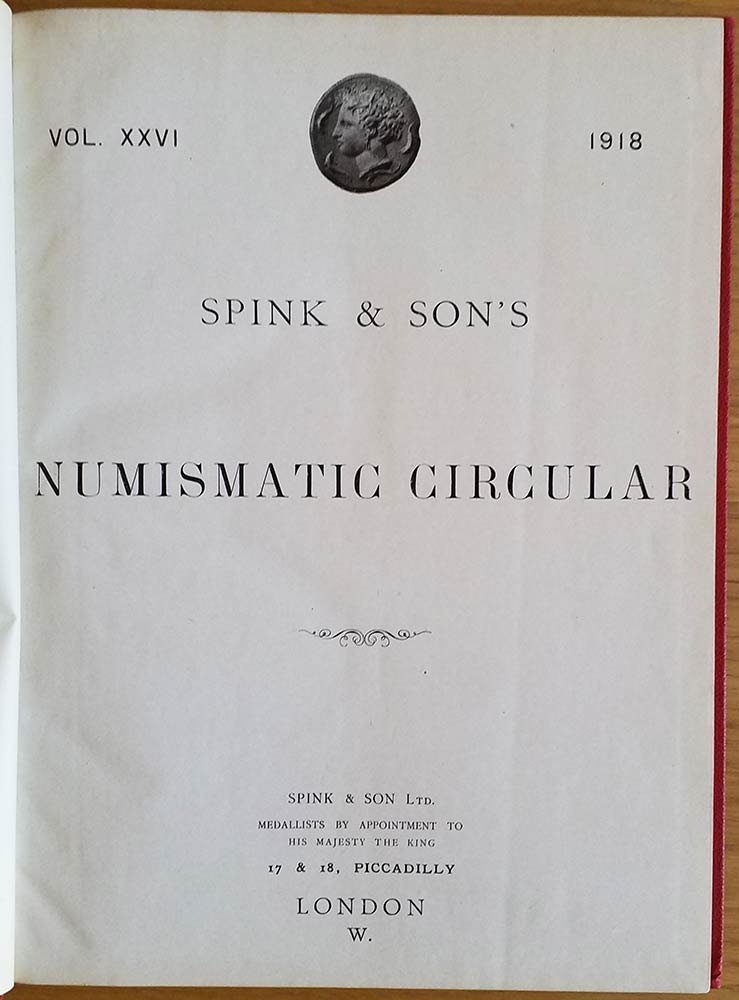 VOL. XXVI 1918
SPINK & SON'S
NUMISMATIC CIRCULAR
SPINK & SON LTD.
MEDALLISTS BY APPOINTMENT TO
HIS MAJESTY THE KING
17 & 18, PICCADILLY
LONDON
W.